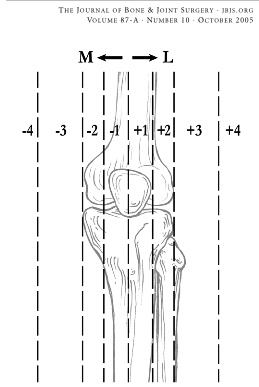 THE JOURNAL OF BONE & JOINT SURGERY · JBJS.ORG
VOLUME 87-A · NUMBER 10 · OCTOBER 2005
M L
-4 -3 -2 -1 +1 +2 +3 +4